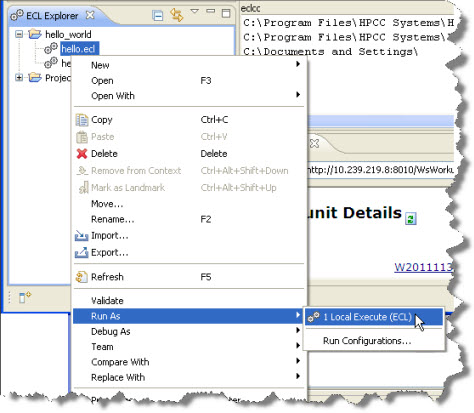 ECL Explorer
eclcc
C:\Program Files\HPCC Systems\H
C:\Program Files\HPCC Systems\
C:\Documents and Settings\
hello_world
hello.ecl
he
Projec
New
Open F3
Open With
Copy Ctrl+C
Paste Ctrl+V
Delete Delete
Remove from Context Ctrl+Alt+Shift+Down
Mark as Landmark Ctrl+Alt+Shift+Up
Move...
Rename... F2
Import...
Export...
Refresh F5
Validate
Run As
Debug As
Team
Compare With
Replace With
http://10.239.219.8:8010/WsWorku
unit Details
W2011113
1 Local Execute (ECL)
Run Configurations...